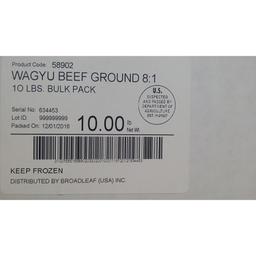 Product Code: 58902
WAGYU BEEF GROUND 8:1
10 LBS. BULK PACK
Serial No: 634453
Lot ID: 999999999
Packed On: 12/01/2016
10.00 lb
Net Wt.
U.S.
INSPECTED
AND PASSED BY
DEPARTMENT OF
AGRICULTURE
KEEP FROZEN
DISTRIBUTED BY BROADLEAF (USA) INC